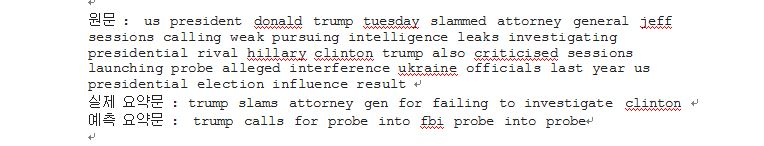 원문 : us president donald trump tuesday slammed attorney general jeff
sessions calling weak pursuing intelligence leaks investigating
presidential rival hillary clinton trump also criticised sessions
launching probe alleged interference ukraine officials last year us
presidential election influence result
실제 요약문 : trump slams attorney gen for failing to investigate clinton
예측 요약문 : trump calls for probe into fbi probe into probe